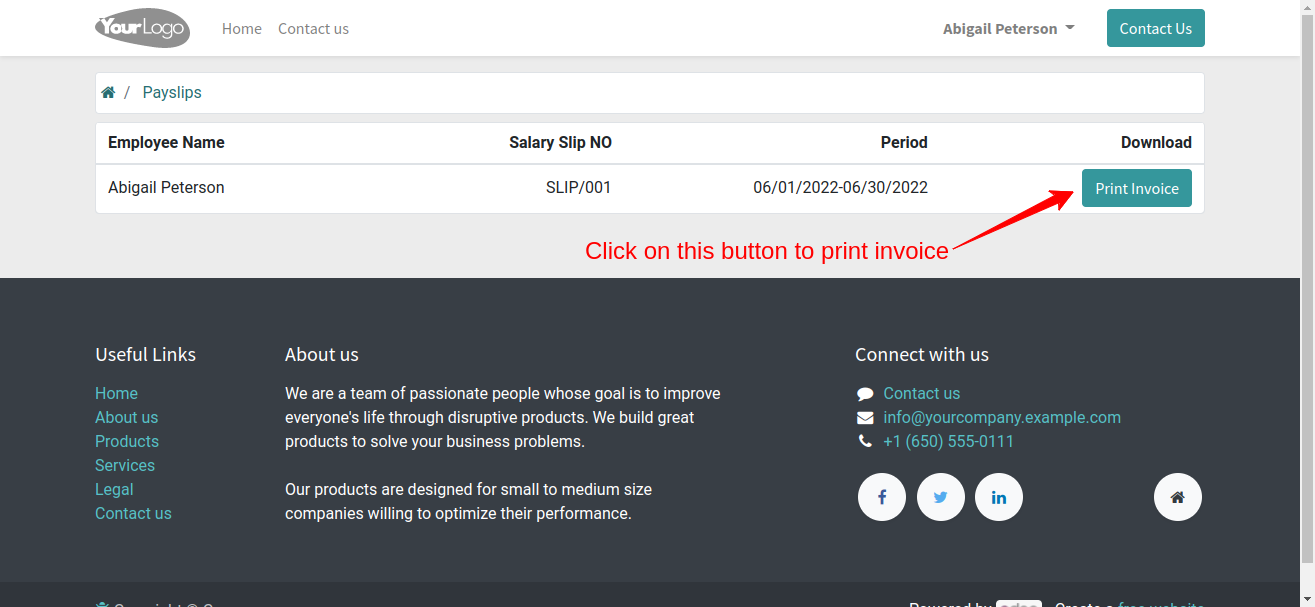 YourLogo
Home Contact us Abigail Peterson Contact Us
/ Payslips
Employee Name Salary Slip NO Period Download
Abigail Peterson SLIP/001 06/01/2022-06/30/2022 Print Invoice
Click on this button to print invoice
Useful Links
Home
About us
Products
Services
Legal
Contact us
About us
We are a team of passionate people whose goal is to improve
everyone's life through disruptive products. We build great
products to solve your business problems.
Our products are designed for small to medium size
companies willing to optimize their performance.
Connect with us
Contact us
info@yourcompany.example.com
+1 (650) 555-0111
f
in
Powered by
Create a free website